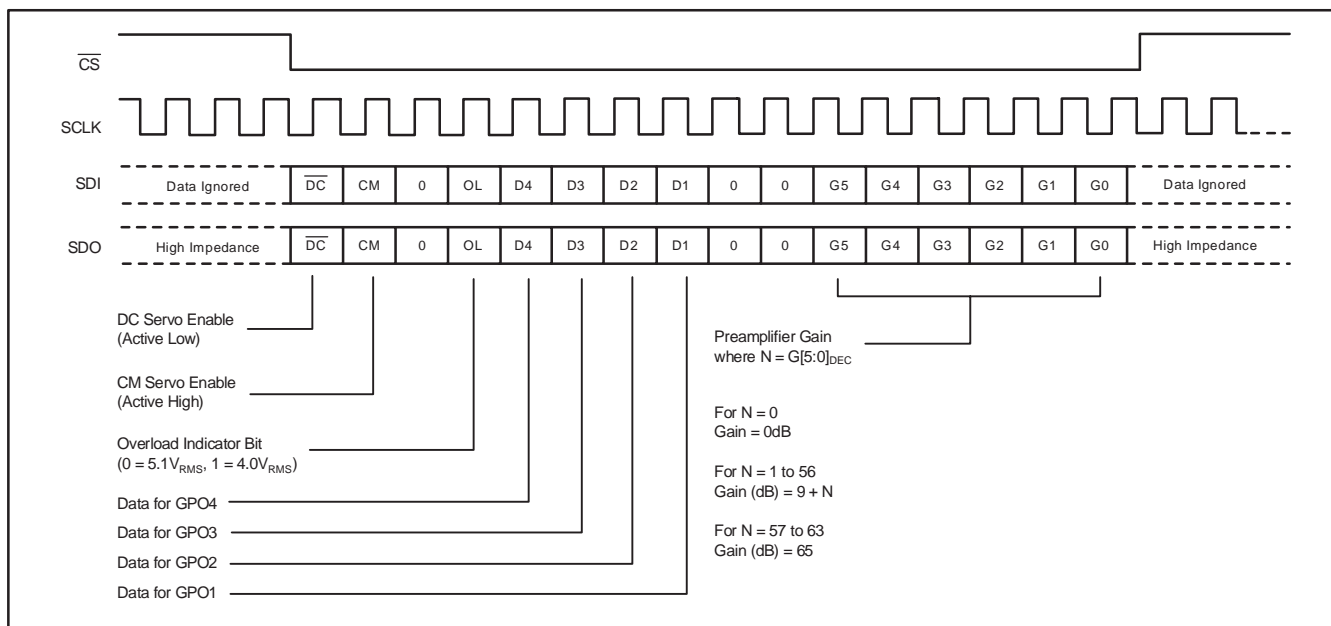 CS
SCLK
SDI Data Ignored DC CM 0 OL D4 D3 D2 D1 0 0 G5 G4 G3 G2 G1 G0 Data Ignored
SDO High Impedance DC CM 0 OL D4 D3 D2 D1 0 0 G5 G4 G3 G2 G1 G0 High Impedance
DC Servo Enable
(Active Low)
CM Servo Enable
(Active High)
Overload Indicator Bit
(0 = 5.1VRMS, 1 = 4.0VRMS)
Data for GPO4
Data for GPO3
Data for GPO2
Data for GPO1
Preamplifier Gain
where N = G[5:0]DEC
For N = 0
Gain = 0dB
For N = 1 to 56
Gain (dB) = 9 + N
For N = 57 to 63
Gain (dB) = 65